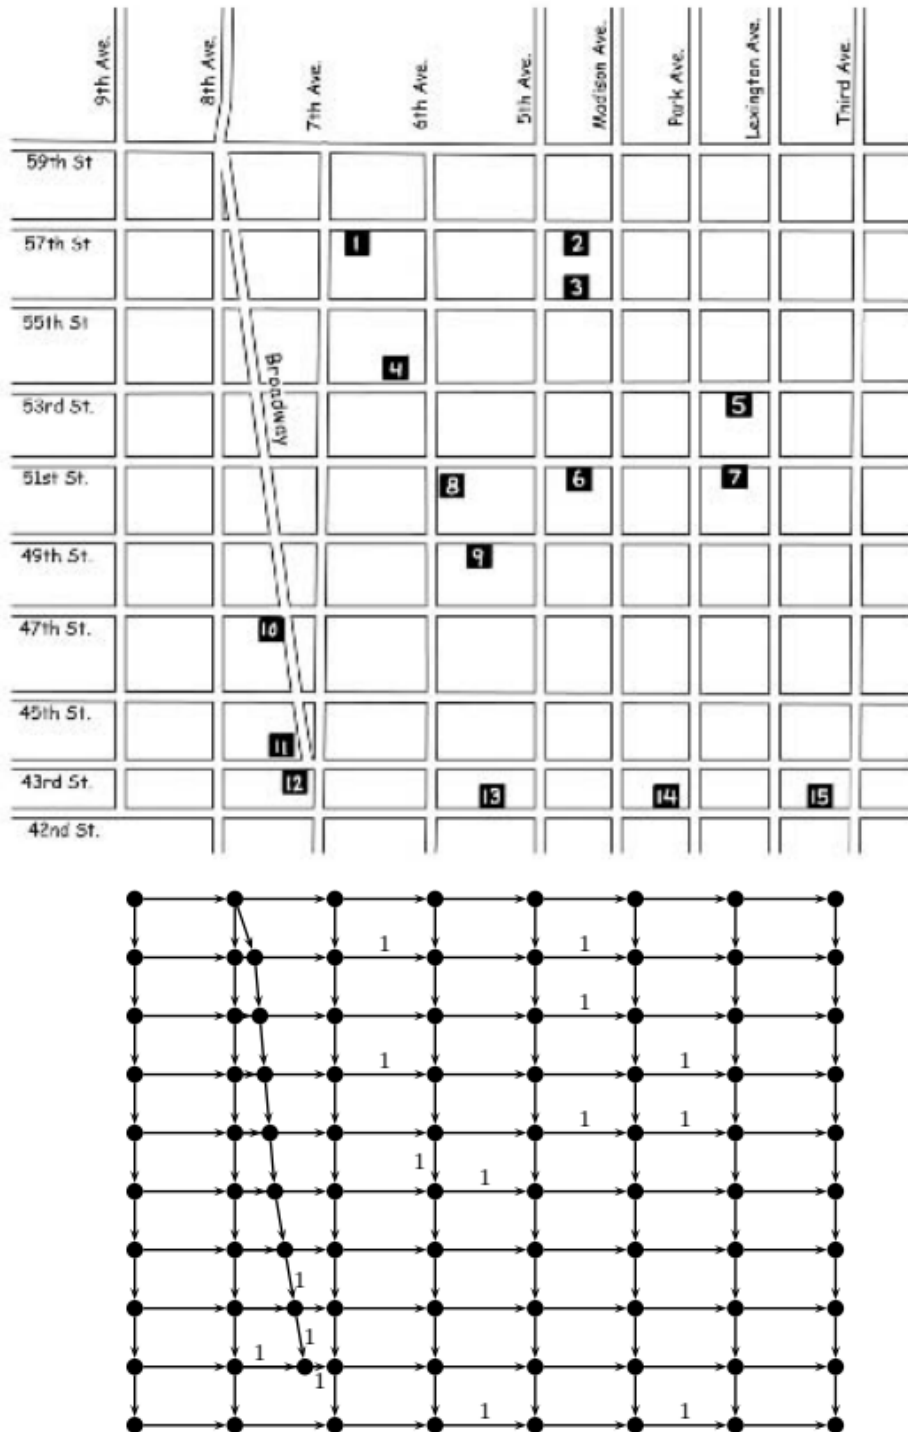 9th Ave.
8th Ave.
7th Ave.
6th Ave.
5th Ave.
Madison Ave.
Park Ave.
Lexington Ave.
Third Ave.
59th St
57th St
1
2
3
55th St
Broadway
4
53rd St.
5
51st St.
8
6
7
49th St.
9
47th St.
10
45th St.
11
43rd St.
12
13
14
15
42nd St.
1 1
1
1 1
1 1
1
1
1
1
1
1
1 1